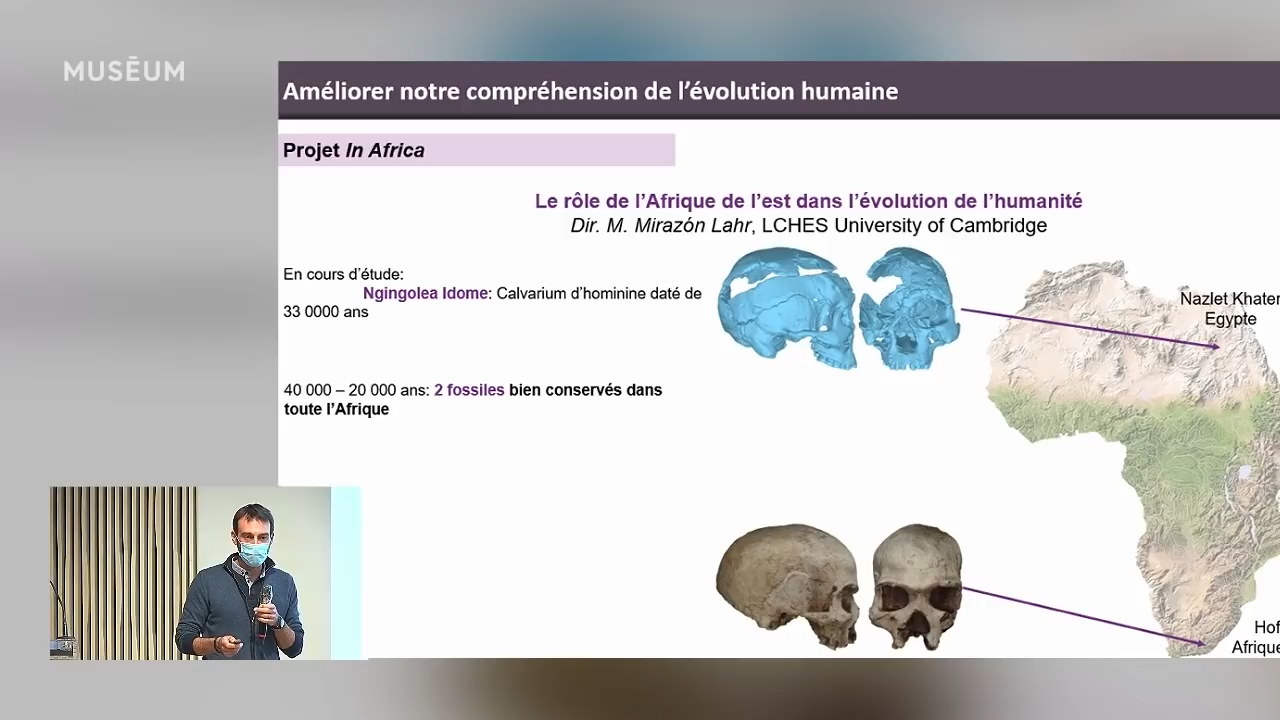 MUSĒUM
Améliorer notre compréhension de l'évolution humaine
Projet In Africa
Le rôle de l'Afrique de l'est dans l'évolution de l'humanité
Dir. M. Mirazón Lahr, LCHES University of Cambridge
En cours d'étude:
Ngingolea Idome: Calvarium d'hominine daté de
33 0000 ans
40 000 – 20 000 ans: 2 fossiles bien conservés dans
toute l'Afrique
Nazlet Khater
Egypte
Hof
Afrique